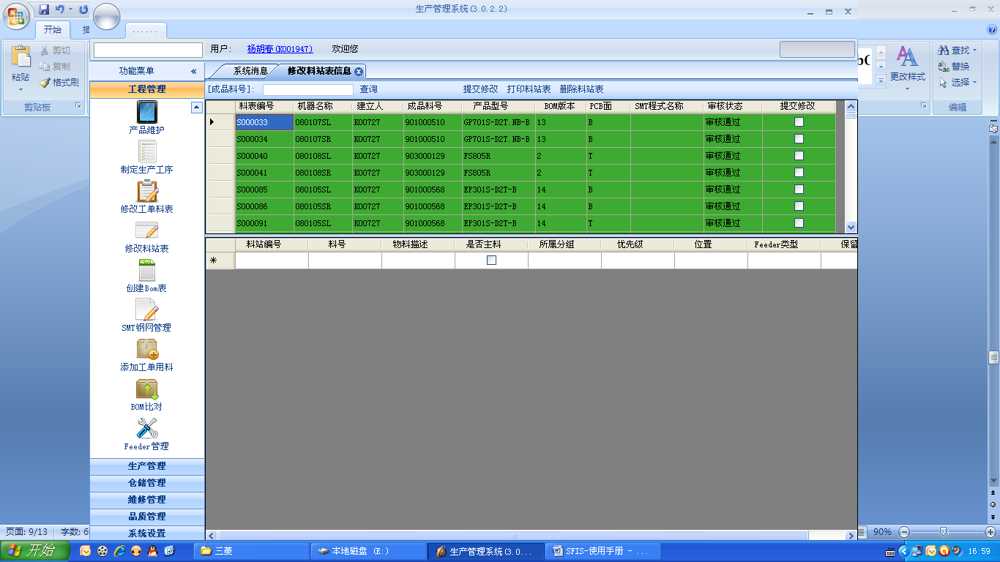 生产管理系统(3.0.2.2)
开始
插
......
剪切
复制
格式刷
粘贴
剪贴板
用户: 杨胡春(K001947) 欢迎您
更改样式
查找
替换
选择
编辑
功能菜单 «
工程管理
产品维护
制定生产工序
修改工单料表
修改料站表
创建Bom表
SMT钢网管理
添加工单用料
BOM比对
Feeder管理
生产管理
仓储管理
维修管理
品质管理
系统设置
系统消息 修改料站表信息
[成品料号]: 查询 提交修改 打印料站表 删除料站表
料表编号 机器名称 建立人 成品料号 产品型号 BOM版本 PCB面 SMT程式名称 审核状态 提交修改
S000033 080107SL K00727 901000510 GP701S-D2T.NB-B 13 B 审核通过
S000034 080107SR K00727 901000510 GP701S-D2T.NB-B 13 B 审核通过
S000040 080108SL K00727 903000129 FS805R 2 T 审核通过
S000041 080108SR K00727 903000129 FS805R 2 T 审核通过
S000085 080105SL K00727 901000568 EP301S-D2T-B 14 B 审核通过
S000086 080105SR K00727 901000568 EP301S-D2T-B 14 B 审核通过
S000091 080105SL K00727 901000568 EP301S-D2T-B 14 T 审核通过
料站编号 料号 物料描述 是否主料 所属分组 优先级 位置 Feeder类型 保留
页面: 9/13 字数: 6
90%
开始 三菱 本地磁盘 (E:) 生产管理系统(3.0... SFIS-使用手册 - ... 16:59